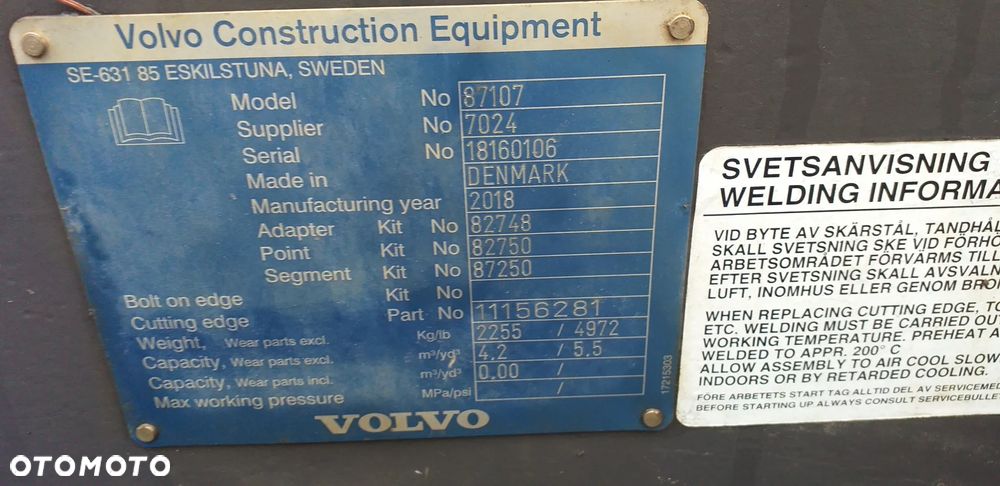 Volvo Construction Equipment
SE-631 85 ESKILSTUNA, SWEDEN
Model No 87107
Supplier No 7024
Serial No 18160106
Made in DENMARK
Manufacturing year 2018
Adapter Kit No 82748
Point Kit No 82750
Segment Kit No 87250
Bolt on edge Kit No
Cutting edge Part No 11156281
Weight, Wear parts excl. Kg/lb 2255 / 4972
Capacity, Wear parts excl. m³/yd³ 4,2 / 5,5
Capacity, Wear parts incl. m³/yd³ 0,00 /
Max working pressure MPa/psi /
17215303
VOLVO
SVETSANVISNING
WELDING INFORMA
VID BYTE AV SKÄRSTÅL, TANDHÅL
SKALL SVETSNING SKE VID FÖRHÖ
ARBETSOMRÅDET FÖRVÄRMS TILL
EFTER SVETSNING SKALL AVSVALN
LUFT, INOMHUS ELLER GENOM BROM
WHEN REPLACING CUTTING EDGE, TO
ETC. WELDING MUST BE CARRIED OUT
WORKING TEMPERATURE. PREHEAT A
WELDED TO APPR. 200° C
ALLOW ASSEMBLY TO AIR COOL SLOW
INDOORS OR BY RETARDED COOLING.
FÖRE ARBETETS START TAG ALLTID DEL AV SERVICEMED
BEFORE STARTING UP ALWAYS CONSULT SERVICEBULLE
OTOMOTO